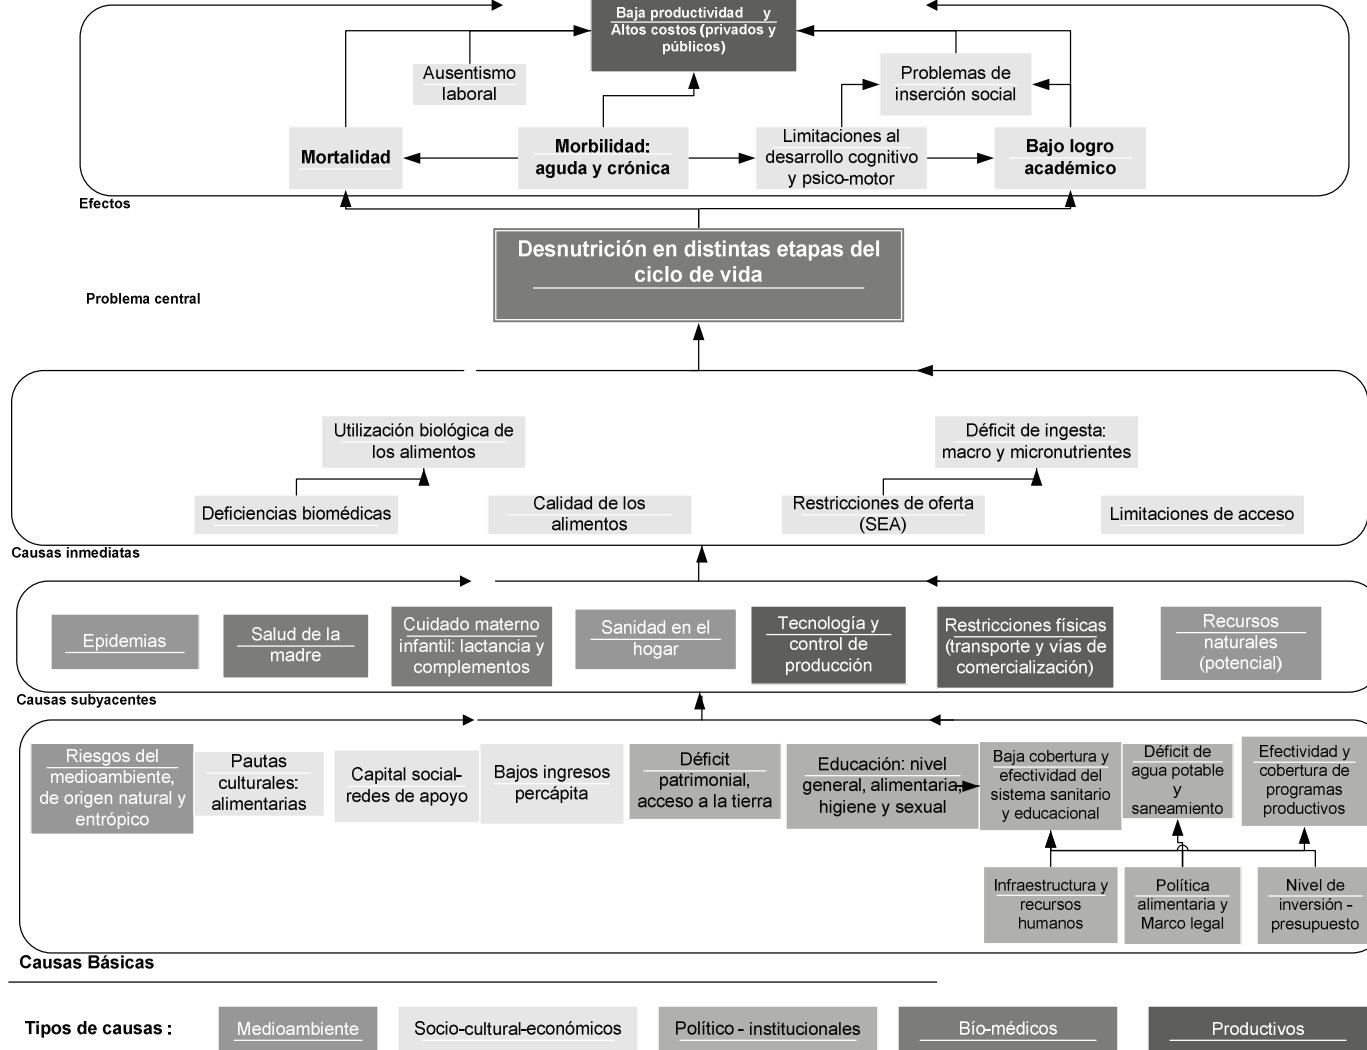 Baja productividad y
Altos costos (privados y
públicos)
Ausentismo
laboral
Problemas de
inserción social
Mortalidad
Morbilidad:
aguda y crónica
Limitaciones al
desarrollo cognitivo
y psico-motor
Bajo logro
académico
Efectos
Desnutrición en distintas etapas del
ciclo de vida
Problema central
Utilización biológica de
los alimentos
Déficit de ingesta:
macro y micronutrientes
Deficiencias biomédicas
Calidad de los
alimentos
Restricciones de oferta
(SEA)
Limitaciones de acceso
Causas inmediatas
Epidemias
Salud de la
madre
Cuidado materno
infantil: lactancia y
complementos
Sanidad en el
hogar
Tecnología y
control de
producción
Restricciones físicas
(transporte y vías de
comercialización)
Recursos
naturales
(potencial)
Causas subyacentes
Riesgos del
medioambiente,
de origen natural y
entrópico
Pautas
culturales:
alimentarias
Capital social-
redes de apoyo
Bajos ingresos
percápita
Déficit
patrimonial,
acceso a la tierra
Educación: nivel
general, alimentaria,
higiene y sexual
Baja cobertura y
efectividad del
sistema sanitario
y educacional
Déficit de
agua potable
y
saneamiento
Efectividad y
cobertura de
programas
productivos
Infraestructura y
recursos
humanos
Política
alimentaria y
Marco legal
Nivel de
inversión -
presupuesto
Causas Básicas
Tipos de causas :
Medioambiente
Socio-cultural-económicos
Político - institucionales
Bío-médicos
Productivos